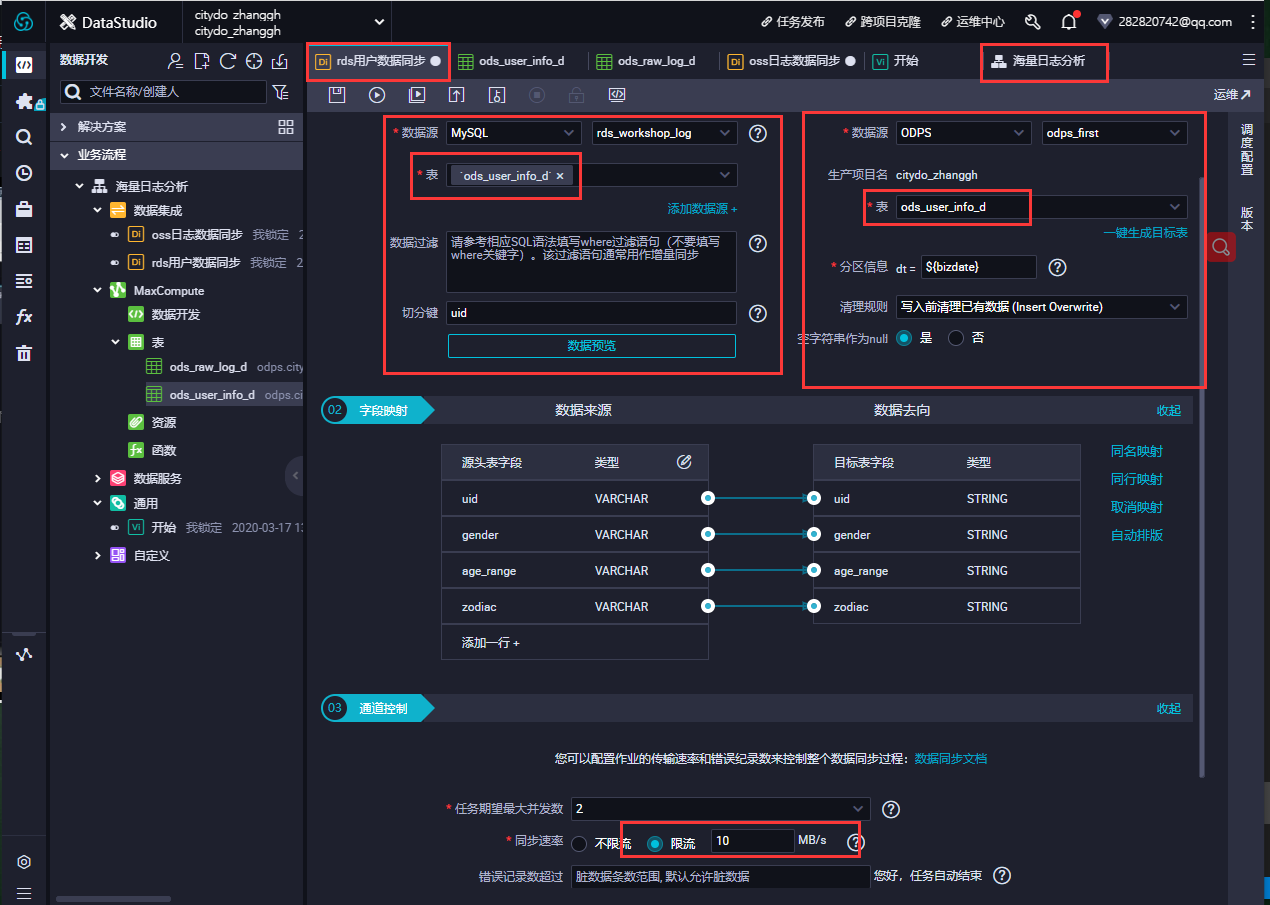 DataStudio
citydo_zhanggh
citydo_zhanggh
任务发布
跨项目克隆
运维中心
282820742@qq.com
数据开发
文件名称/创建人
解决方案
业务流程
海量日志分析
数据集成
Di oss日志数据同步 我锁定 2
Di rds用户数据同步 我锁定 2
MaxCompute
数据开发
表
ods_raw_log_d odps.city
ods_user_info_d odps.ci
资源
fx 函数
数据服务
通用
Vi 开始 我锁定 2020-03-17 13
自定义
fx
Di rds用户数据同步
ods_user_info_d
ods_raw_log_d
Di oss日志数据同步
Vi 开始
海量日志分析
运维
调度配置
版本
* 数据源 MySQL rds_workshop_log ?
* 表 `ods_user_info_d` ×
添加数据源 +
数据过滤 请参考相应SQL语法填写where过滤语句（不要填写
where关键字）。该过滤语句通常用作增量同步 ?
切分键 uid ?
数据预览
* 数据源 ODPS odps_first
生产项目名 citydo_zhanggh
* 表 ods_user_info_d
一键生成目标表
* 分区信息 dt = ${bizdate} ?
清理规则 写入前清理已有数据 (Insert Overwrite)
空字符串作为null 是 否
02 字段映射 数据来源 数据去向 收起
源头表字段 类型 目标表字段 类型 同名映射
uid VARCHAR uid STRING 同行映射
gender VARCHAR gender STRING 取消映射
age_range VARCHAR age_range STRING 自动排版
zodiac VARCHAR zodiac STRING
添加一行 +
03 通道控制 收起
您可以配置作业的传输速率和错误纪录数来控制整个数据同步过程：数据同步文档
* 任务期望最大并发数 2 ?
* 同步速率 不限流 限流 10 MB/s ?
错误记录数超过 脏数据条数范围, 默认允许脏数据 您好，任务自动结束 ?